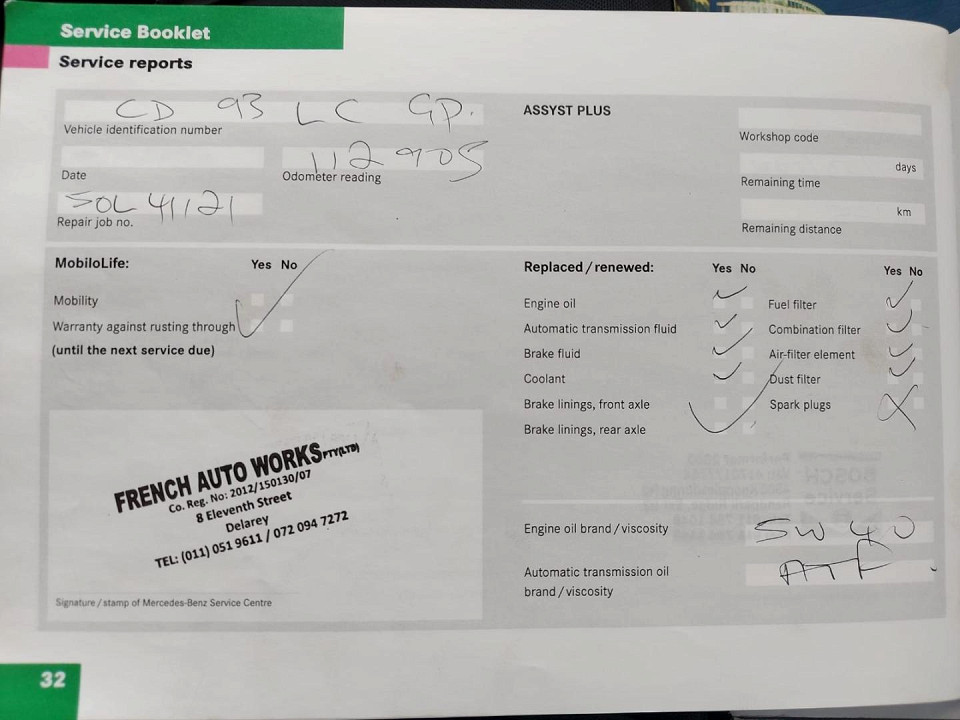 Service Booklet
Service reports
CD 93 LC GP.
Vehicle identification number
Date
112 905
Odometer reading
SOL 41121
Repair job no.
ASSYST PLUS
Workshop code
days
Remaining time
km
Remaining distance
MobiloLife: Yes No
Mobility
Warranty against rusting through
(until the next service due)
Replaced/renewed: Yes No Yes No
Engine oil Fuel filter
Automatic transmission fluid Combination filter
Brake fluid Air-filter element
Coolant Dust filter
Brake linings, front axle Spark plugs
Brake linings, rear axle
FRENCH AUTO WORKS PTY(LTD)
Co. Reg. No: 2012/150130/07
8 Eleventh Street
Delarey
TEL: (011) 051 9611 / 072 094 7272
Signature/stamp of Mercedes-Benz Service Centre
Engine oil brand/viscosity 5W 40
Automatic transmission oil ATF
brand/viscosity
32